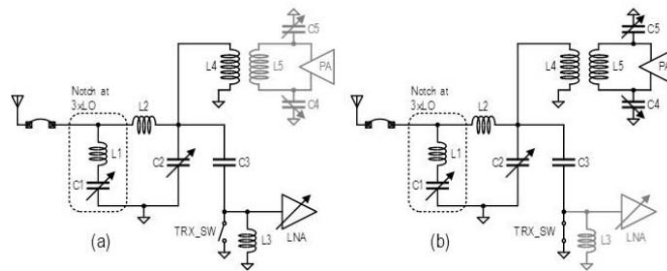 C5
L4
L5
PA
C4
Notch at
3xLO
L2
L1
C1
C2
C3
TRX_SW
L3
LNA
(a)
C5
L4
L5
PA
C4
Notch at
3xLO
L2
L1
C1
C2
C3
TRX_SW
L3
LNA
(b)